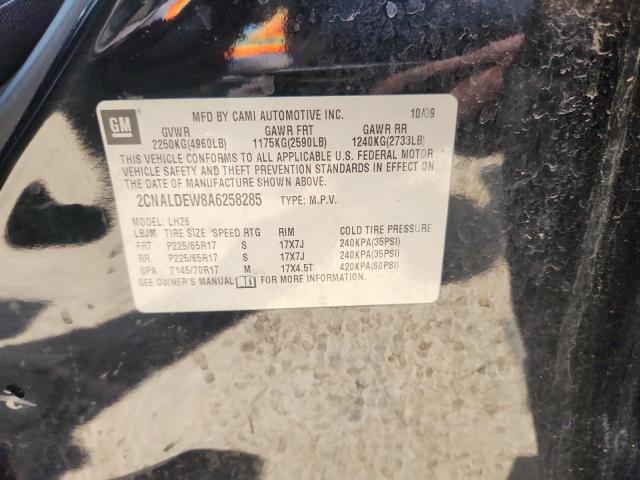 GM
MFD BY CAMI AUTOMOTIVE INC. 10/09
GVWR GAWR FRT GAWR RR
2250KG(4960LB) 1175KG(2590LB) 1240KG(2733LB)
THIS VEHICLE CONFORMS TO ALL APPLICABLE U.S. FEDERAL MOTOR
VEHICLE SAFETY AND THEFT PREVENTION STANDARDS IN EFFECT ON
THE DATE OF MANUFACTURE SHOWN ABOVE.
2CNALDEW8A6258285 TYPE: M.P.V.
MODEL: LH26
LBJM TIRE SIZE SPEED RTG RIM COLD TIRE PRESSURE
FRT P225/65R17 S 17X7J 240KPA(35PSI)
RR P225/65R17 S 17X7J 240KPA(35PSI)
SPA T145/70R17 M 17X4.5T 420KPA(60PSI)
SEE OWNER'S MANUAL FOR MORE INFORMATION.